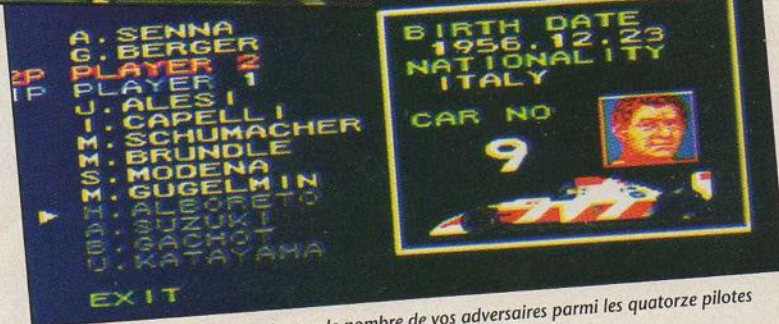 A.SENNA
G.BERGER
2P PLAYER 2
1P PLAYER 1
J.ALESI
I.CAPELLI
M.SCHUMACHER
M.BRUNDLE
S.MODENA
M.GUGELMIN
M.ALBORETO
A.SUZUKI
B.GACHOT
U.KATAYAMA
EXIT
BIRTH DATE
1956.12.23
NATIONALITY
ITALY
CAR NO
9
nombre de vos adversaires parmi les quatorze pilotes